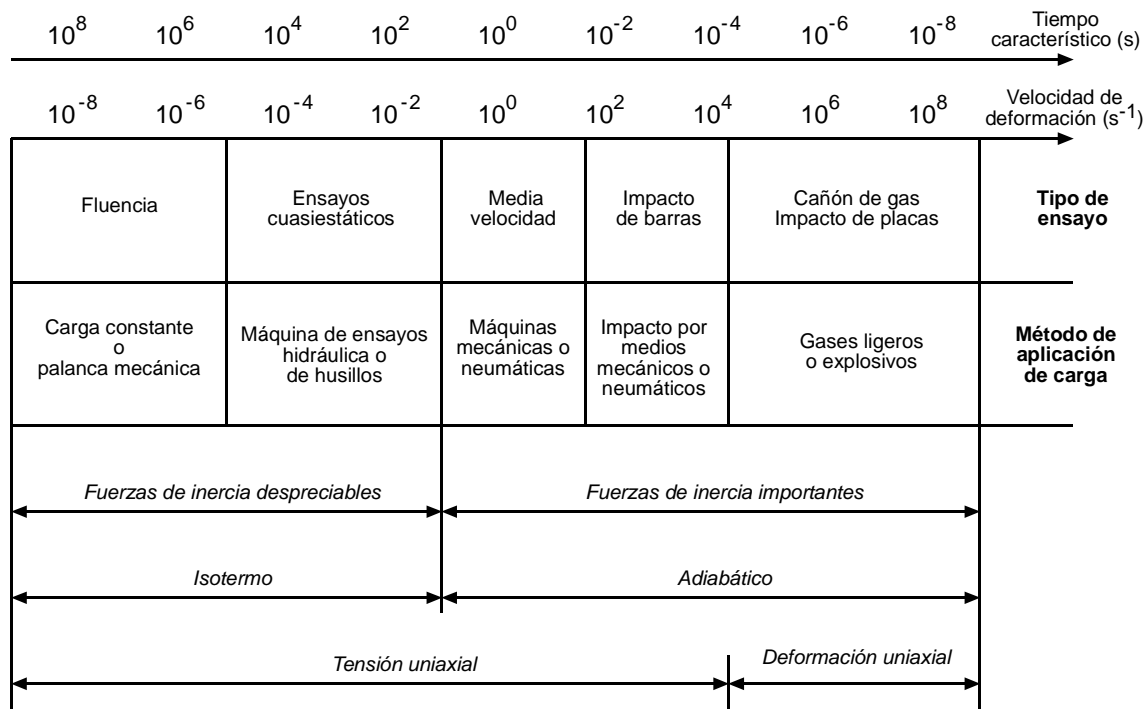 10^8 10^6 10^4 10^2 10^0 10^-2 10^-4 10^-6 10^-8 Tiempo
característico (s)
10^-8 10^-6 10^-4 10^-2 10^0 10^2 10^4 10^6 10^8 Velocidad de
deformación (s^-1)
Fluencia
Ensayos
cuasiestáticos
Media
velocidad
Impacto
de barras
Cañón de gas
Impacto de placas
Tipo de
ensayo
Carga constante
o
palanca mecánica
Máquina de ensayos
hidráulica o
de husillos
Máquinas
mecánicas o
neumáticas
Impacto por
medios
mecánicos o
neumáticos
Gases ligeros
o explosivos
Método de
aplicación
de carga
Fuerzas de inercia despreciables
Fuerzas de inercia importantes
Isotermo
Adiabático
Tensión uniaxial
Deformación uniaxial